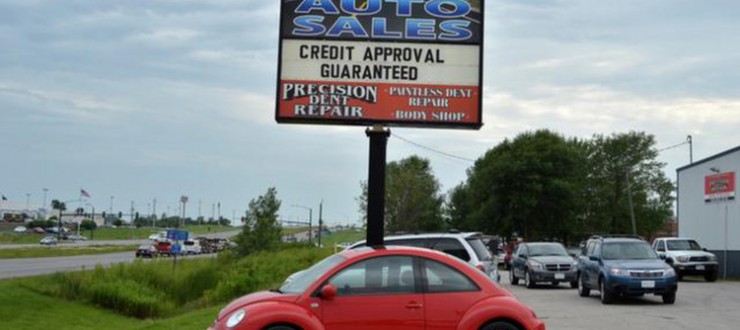 AUTO
SALES
CREDIT APPROVAL
GUARANTEED
PRECISION
DENT
REPAIR
·PAINTLESS DENT·
REPAIR
·BODY SHOP·